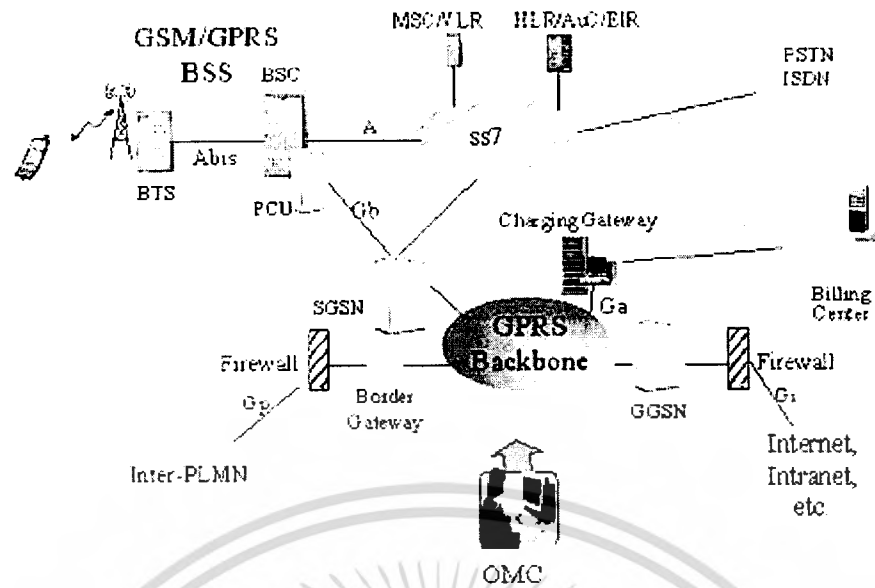 MSC/VLR
HLR/AuC/EIR
GSM/GPRS
BSS
BSC
PSTN
ISDN
A
SS7
Abis
BTS
PCU
Gb
Charging Gateway
SGSN
Ga
Billing
Center
GPRS
Backbone
Firewall
Firewall
Gp
Border
Gateway
GGSN
Gi
Inter-PLMN
Internet,
Intranet,
etc
OMC